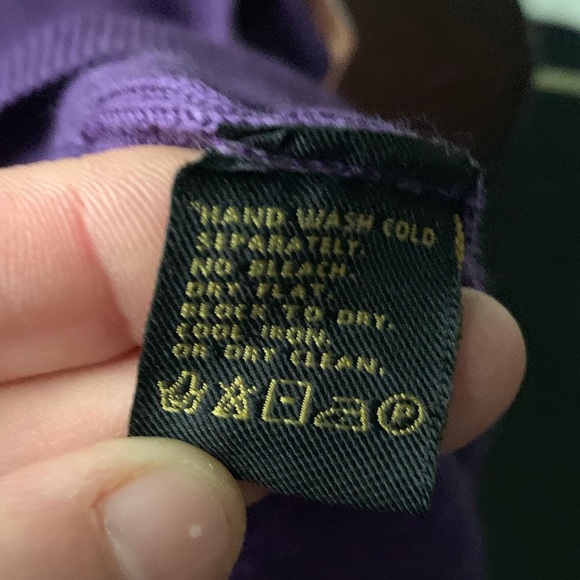 HAND WASH COLD
SEPARATELY.
NO BLEACH.
DRY FLAT.
BLOCK TO DRY.
COOL IRON.
OR DRY CLEAN.
P